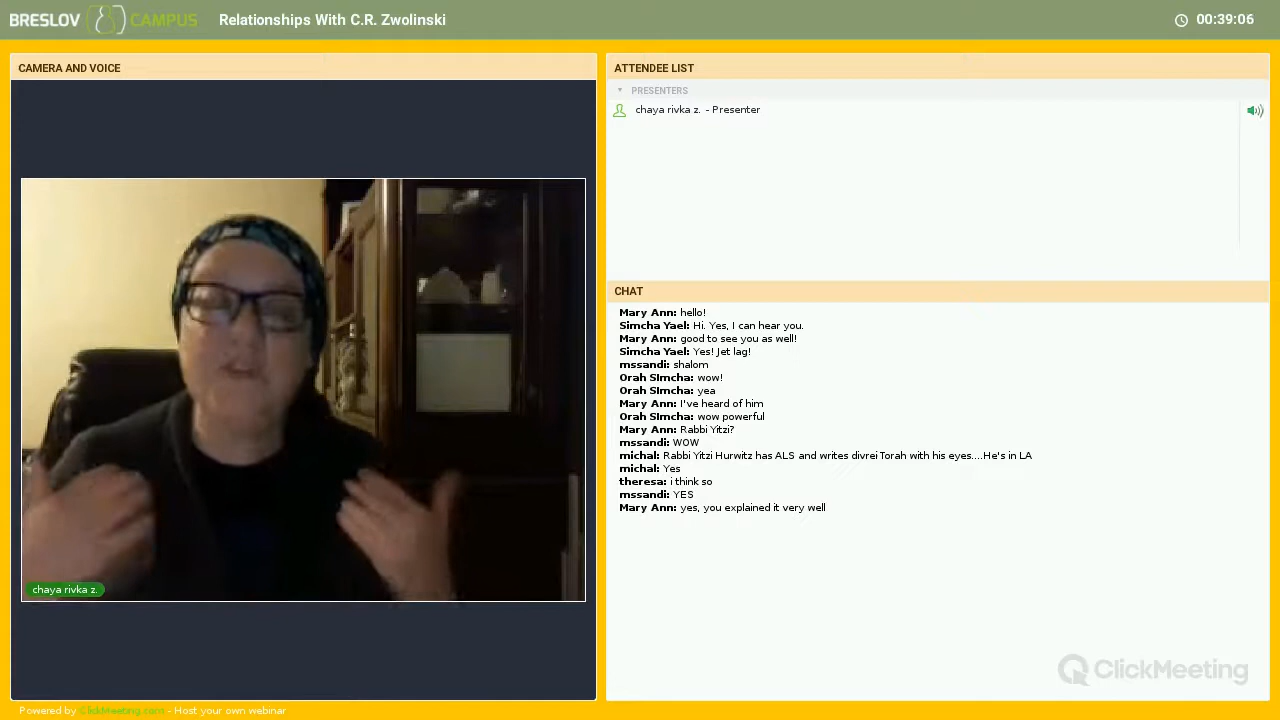 BRESLOV CAMPUS Relationships With C.R. Zwolinski 00:39:06
CAMERA AND VOICE
chaya rivka z.
ATTENDEE LIST
PRESENTERS
chaya rivka z. - Presenter
CHAT
Mary Ann: hello!
Simcha Yael: Hi. Yes, I can hear you.
Mary Ann: good to see you as well!
Simcha Yael: Yes! Jet lag!
mssandi: shalom
Orah SImcha: wow!
Orah SImcha: yea
Mary Ann: I've heard of him
Orah SImcha: wow powerful
Mary Ann: Rabbi Yitzi?
mssandi: WOW
michal: Rabbi Yitzi Hurwitz has ALS and writes divrei Torah with his eyes....He's in LA
michal: Yes
theresa: i think so
mssandi: YES
Mary Ann: yes, you explained it very well
ClickMeeting
Powered by ClickMeeting.com - Host your own webinar